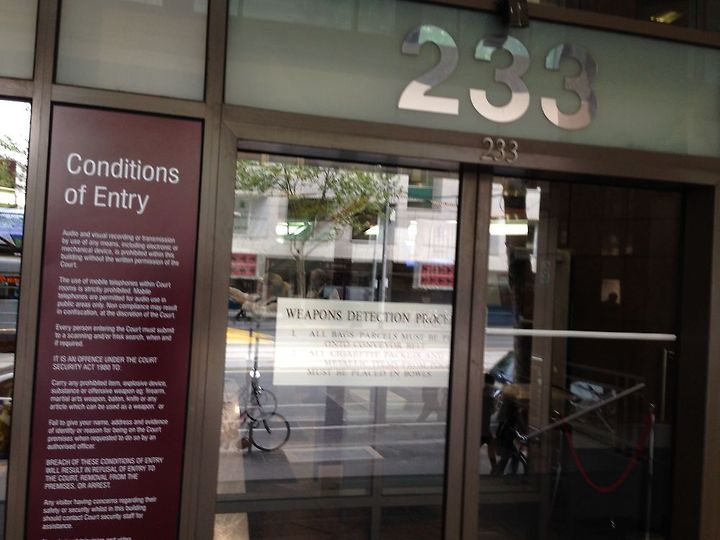 233
233
Conditions
of Entry
Audio and visual recording or transmission
by use of any means, including electronic or
mechanical device, is prohibited within this
building without the written permission of the
Court.
The use of mobile telephones within Court
rooms is strictly prohibited. Mobile
telephones are permitted for audio use in
public areas only. Non compliance may result
in confiscation, at the discretion of the Court.
Every person entering the Court must submit
to a scanning and/or frisk search, when and
if required.
IT IS AN OFFENCE UNDER THE COURT
SECURITY ACT 1980 TO:
Carry any prohibited item, explosive device,
substance or offensive weapon eg: firearm,
martial arts weapon, baton, knife or any
article which can be used as a weapon; or
Fail to give your name, address and evidence
of identity or reason for being on the Court
premises when requested to do so by an
authorised officer.
BREACH OF THESE CONDITIONS OF ENTRY
WILL RESULT IN REFUSAL OF ENTRY TO
THE COURT, REMOVAL FROM THE
PREMISES, OR ARREST.
Any visitor having concerns regarding their
safety or security whilst in this building
should contact Court security staff for
assistance.
WEAPONS DETECTION PROCE
1. ALL BAGS, PARCELS MUST BE P
ONTO CONVEYOR BELT
ALL CIGARETTE PACKETS AND
METALLIC ITEMS FROM
MUST BE PLACED IN BOWLS